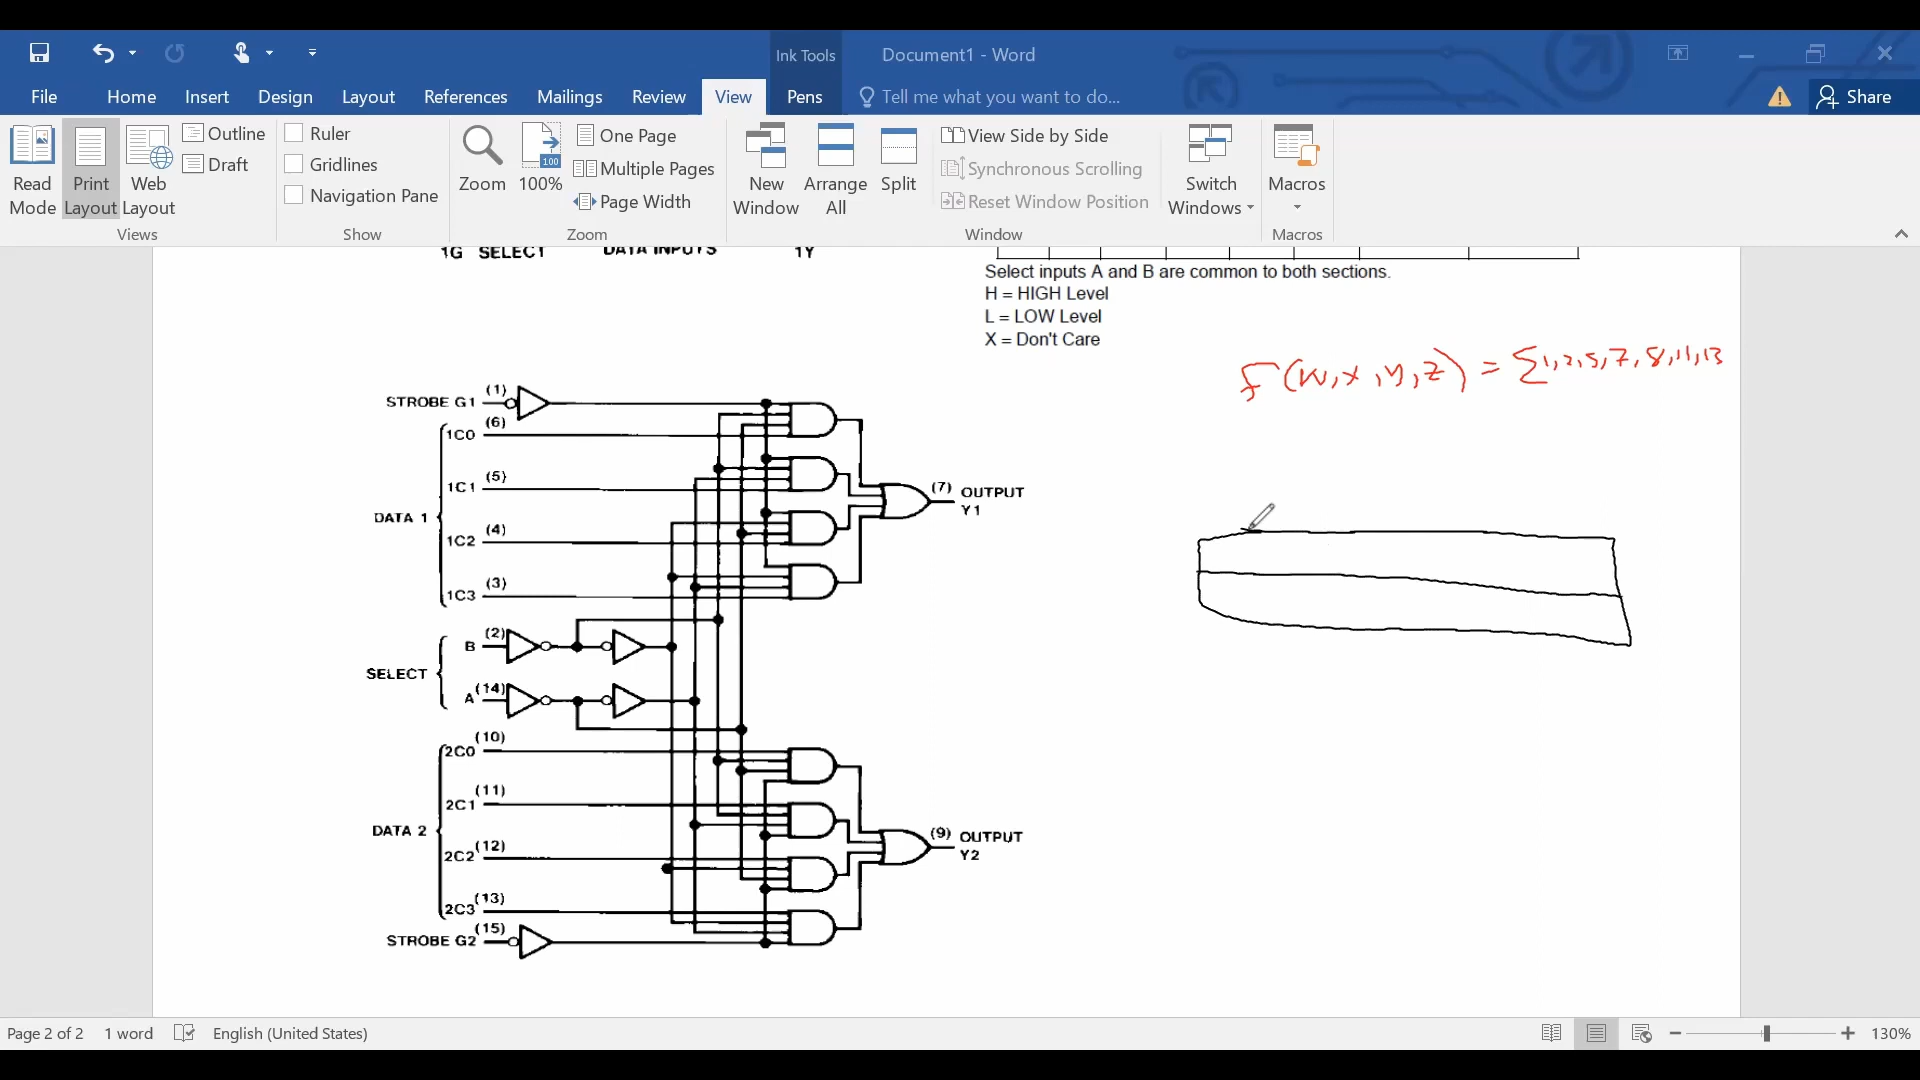 Ink Tools
Document1 - Word
File Home Insert Design Layout References Mailings Review View Pens Tell me what you want to do... Share
Read Mode
Print Layout
Web Layout
Outline
Draft
Views
Ruler
Gridlines
Navigation Pane
Show
Zoom
100
100%
One Page
Multiple Pages
Page Width
Zoom
New Window
Arrange All
Split
View Side by Side
Synchronous Scrolling
Reset Window Position
Window
Switch Windows
Macros
Macros
1G SELECT DATA INPUTS 1Y
Select inputs A and B are common to both sections.
H = HIGH Level
L = LOW Level
X = Don't Care
f(w,x,y,z) = Σ1,2,5,7,8,11,13
STROBE G1 (1)
(6)
1C0
(5)
1C1
DATA 1
(4)
1C2
(3)
1C3
(7) OUTPUT
Y1
B (2)
SELECT
A (14)
(10)
2C0
(11)
2C1
DATA 2
(12)
2C2
(13)
2C3
(9) OUTPUT
Y2
STROBE G2 (15)
Page 2 of 2 1 word English (United States) 130%